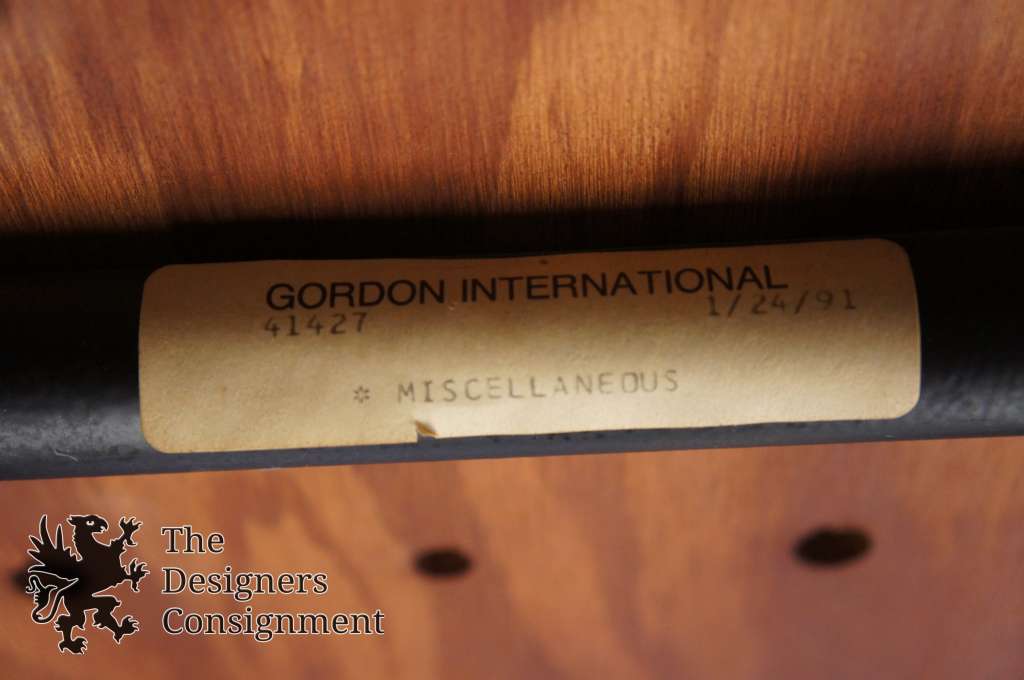 GORDON INTERNATIONAL
41427 1/24/91
* MISCELLANEOUS
The
Designers
Consignment